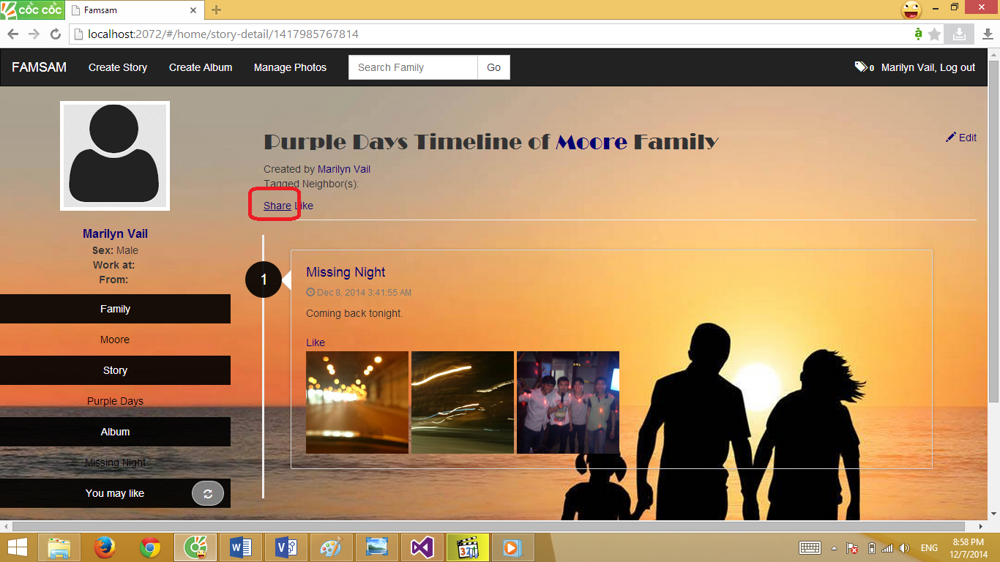 cốc cốc
Famsam
localhost:2072/#/home/story-detail/1417985767814
FAMSAM Create Story Create Album Manage Photos Search Family Go 0 Marilyn Vail, Log out
Purple Days Timeline of Moore Family
Edit
Created by Marilyn Vail
Tagged Neighbor(s):
Share Like
Marilyn Vail
Sex: Male
Work at:
From:
Family
Moore
Story
Purple Days
Album
Missing Night
You may like
1
Missing Night
Dec 8, 2014 3:41:55 AM
Coming back tonight.
Like
ENG
8:58 PM
12/7/2014